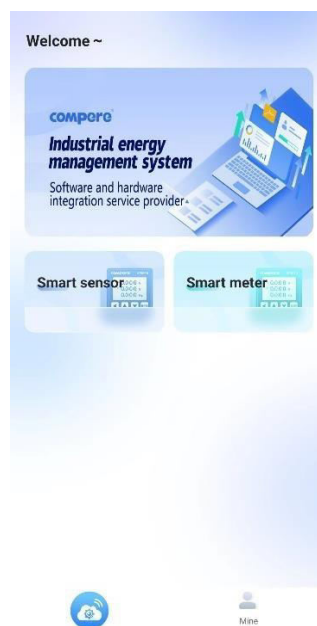 Welcome ~
compere
Industrial energy
management system
Software and hardware
integration service provider
Smart sensor
Smart meter
Mine